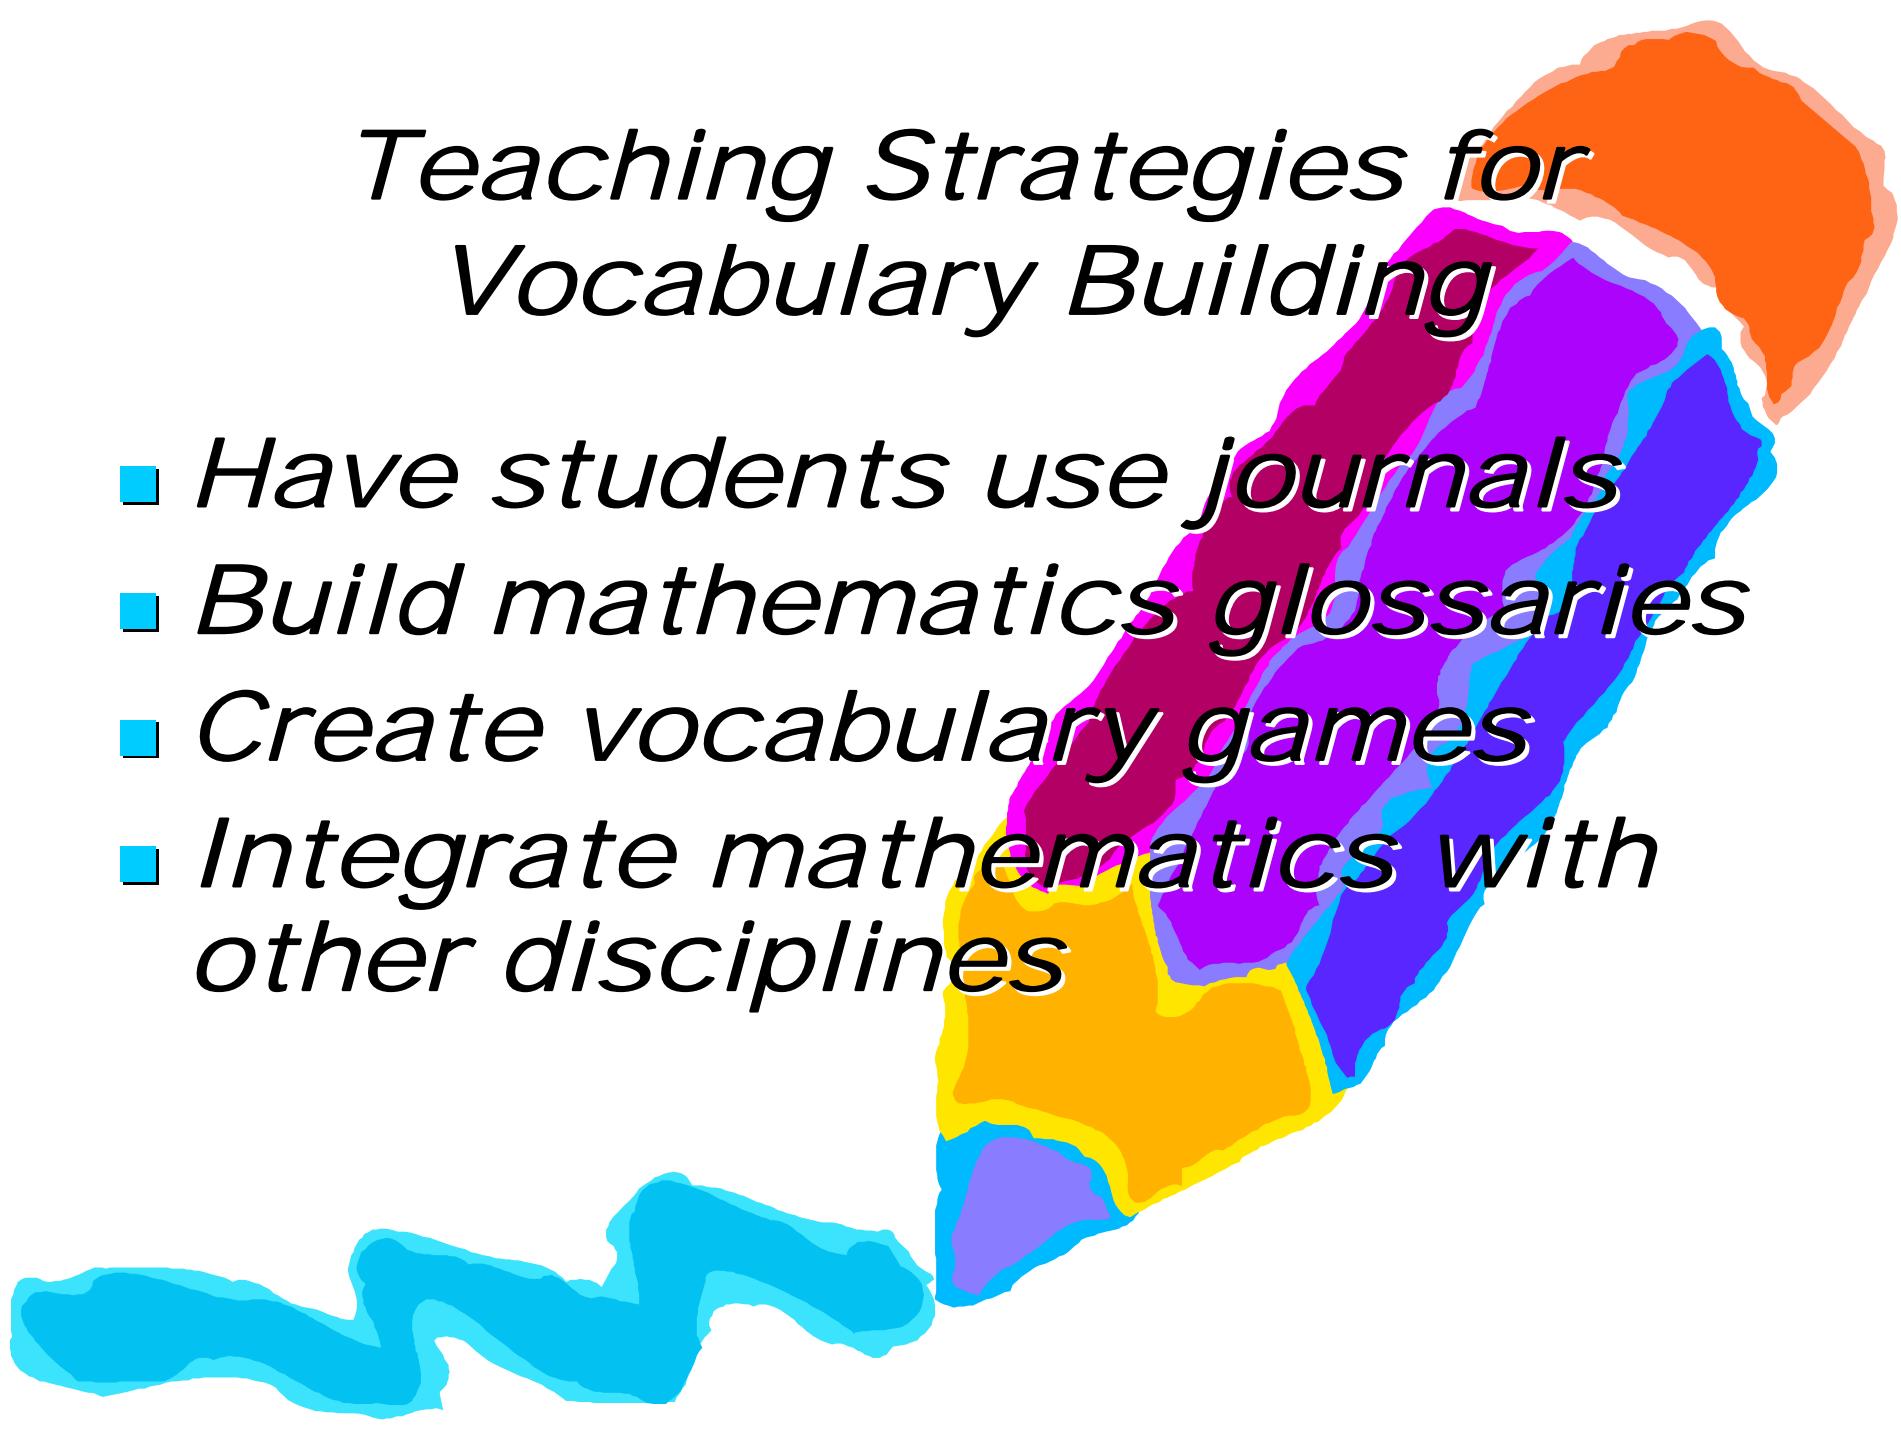 Teaching Strategies for
Vocabulary Building
Have students use journals
Build mathematics glossaries
Create vocabulary games
Integrate mathematics with
other disciplines